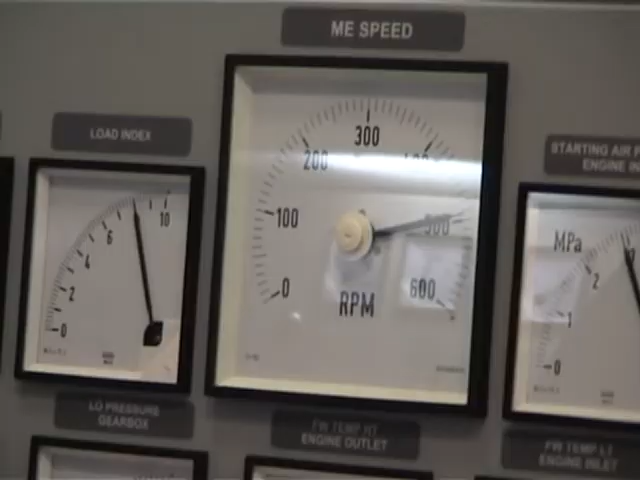 ME SPEED
LOAD INDEX
STARTING AIR
ENGINE IN
300
200
100
500
0
600
RPM
10
6
4
2
0
MPa
2
1
0
LO PRESSURE
GEARBOX
FW TEMP HT
ENGINE OUTLET
FW TEMP LT
ENGINE INLET